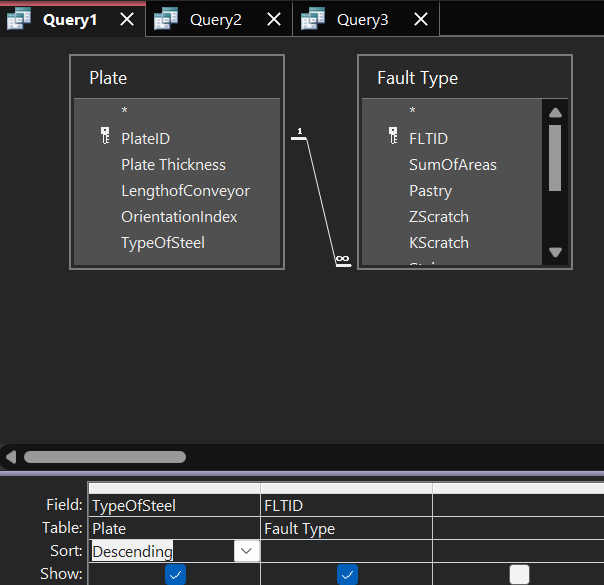 Query1 Query2 Query3
Plate
*
PlateID
Plate Thickness
LengthofConveyor
OrientationIndex
TypeOfSteel
1
∞
Fault Type
*
FLTID
SumOfAreas
Pastry
ZScratch
KScratch
Field: TypeOfSteel FLTID
Table: Plate Fault Type
Sort: Descending
Show: